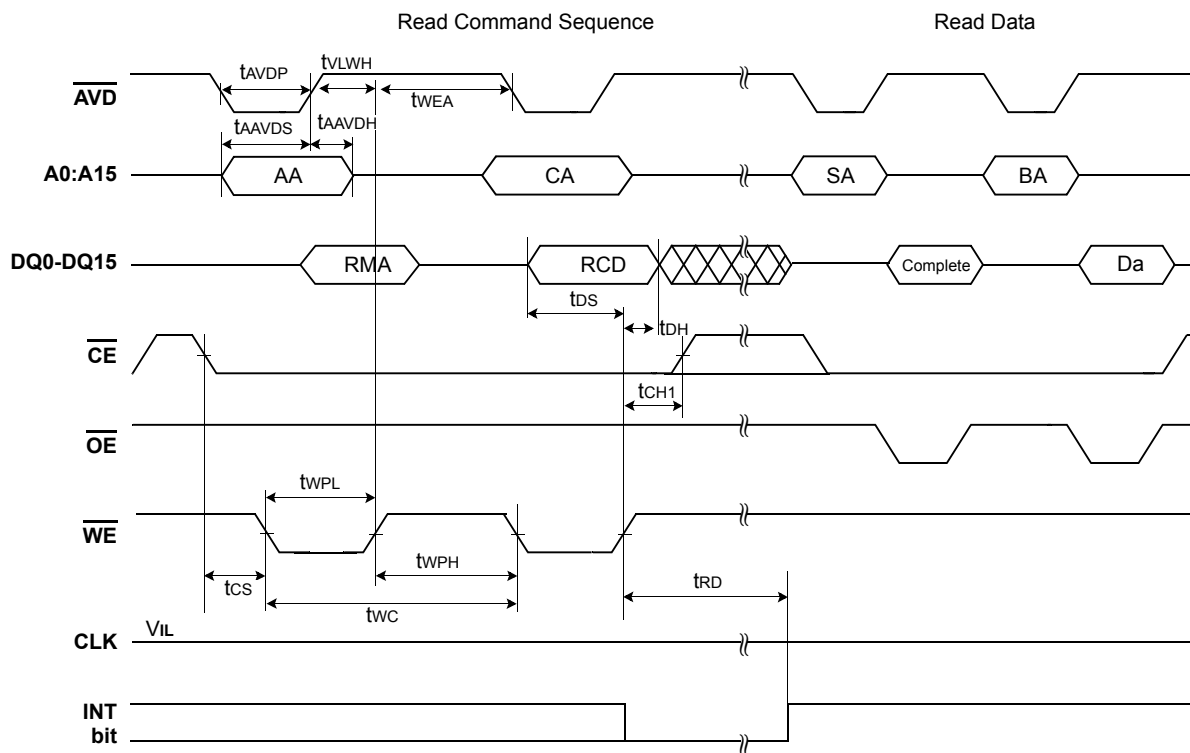 Read Command Sequence Read Data
tAVDP tVLWH
AVD
tWEA
tAAVDS tAAVDH
A0:A15 AA CA SA BA
DQ0-DQ15 RMA RCD Complete Da
tDS
tDH
CE
tCH1
OE
tWPL
WE
tWPH
tCS tRD
tWC
VIL
CLK
INT
bit